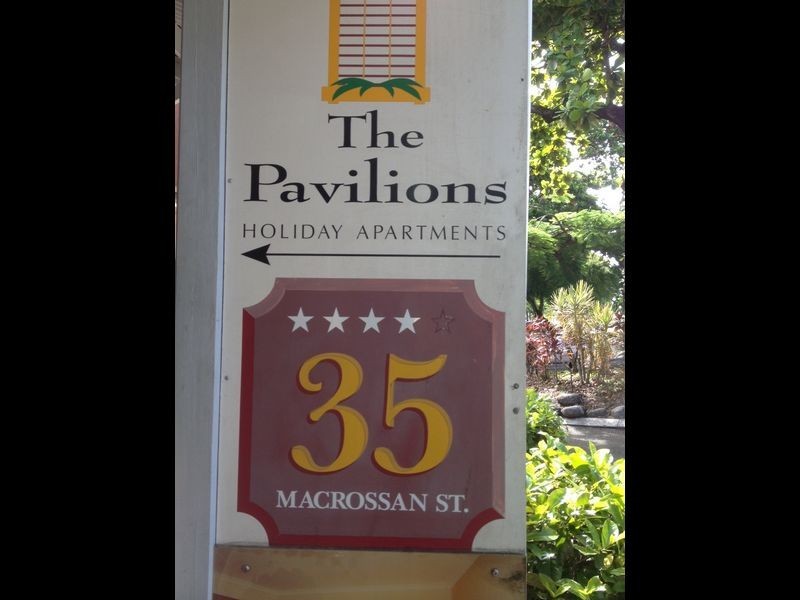 The
Pavilions
HOLIDAY APARTMENTS
35
MACROSSAN ST.